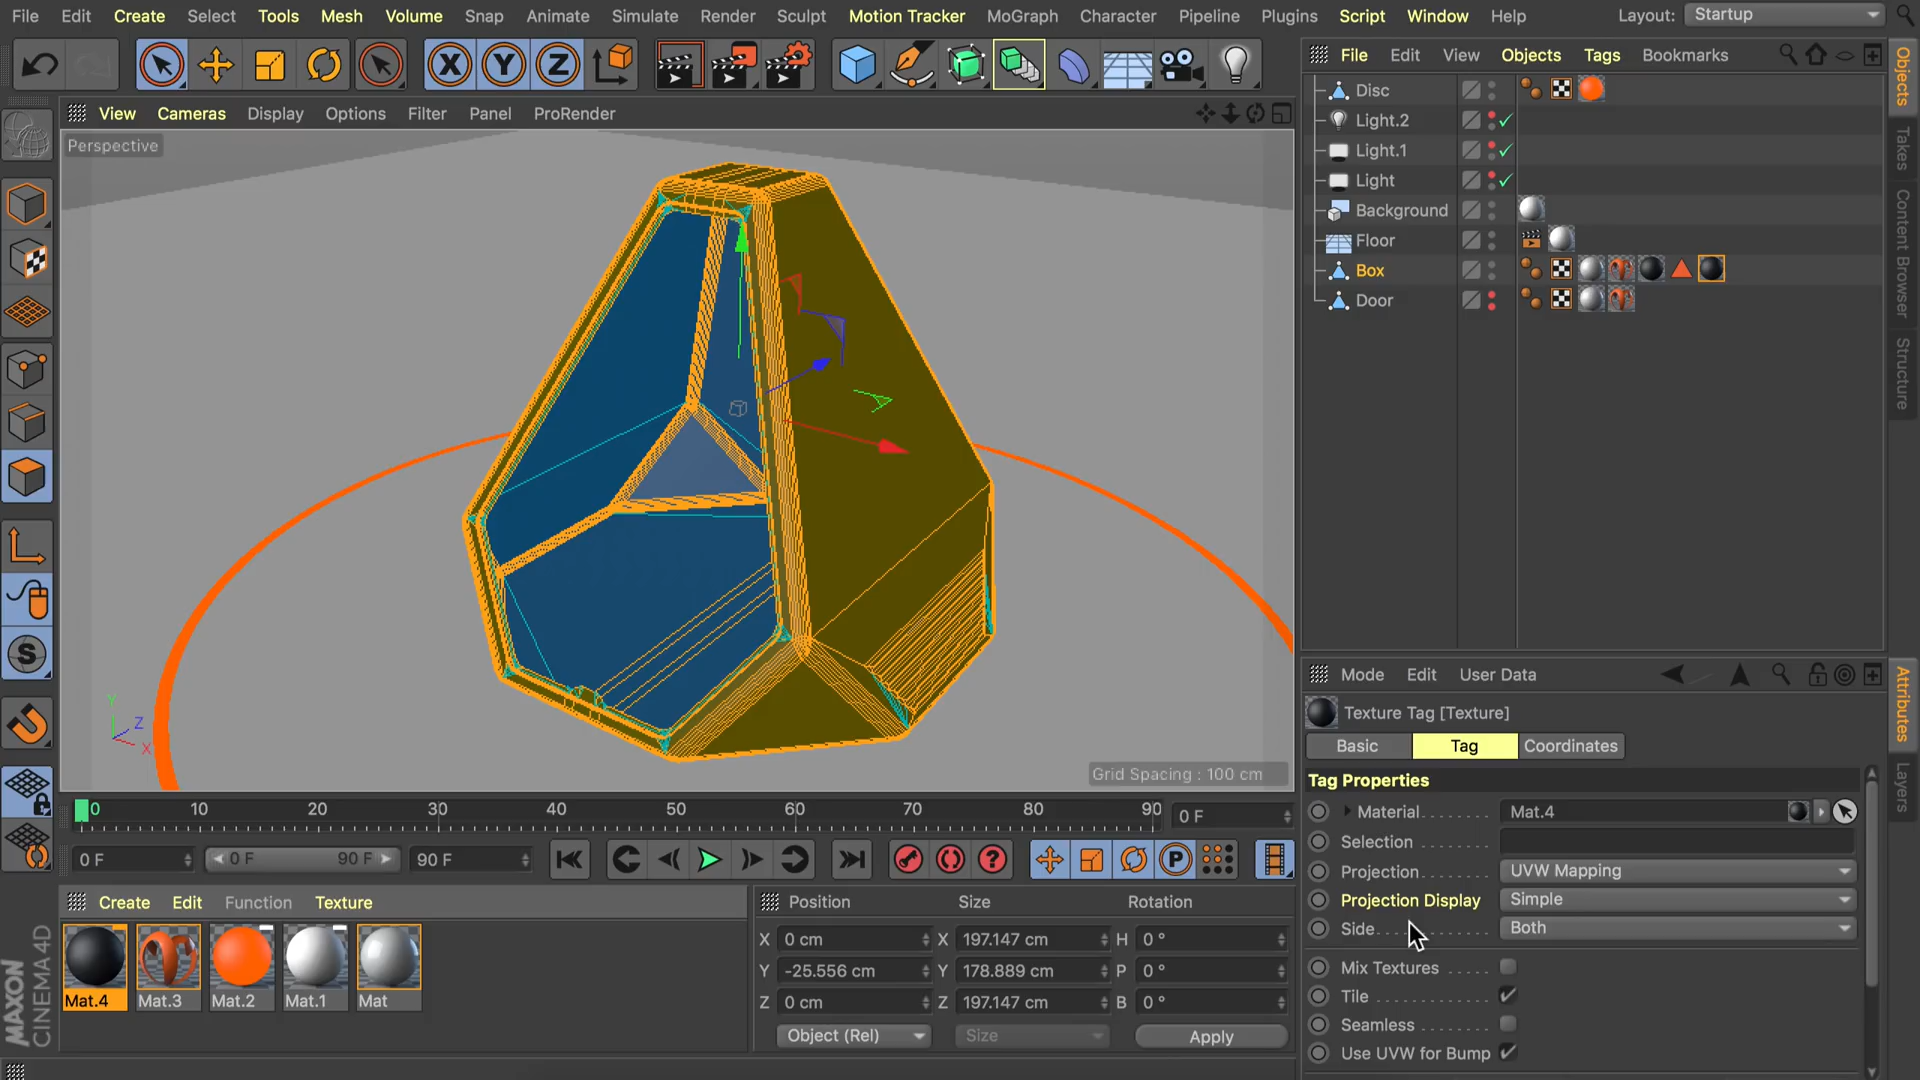 File Edit Create Select Tools Mesh Volume Snap Animate Simulate Render Sculpt Motion Tracker MoGraph Character Pipeline Plugins Script Window Help Layout: Startup
X Y Z
File Edit View Objects Tags Bookmarks
View Cameras Display Options Filter Panel ProRender
Perspective
Disc
Light.2
Light.1
Light
Background
Floor
Box
Door
Objects
Takes
Content Browser
Structure
Y
Z
X
Grid Spacing : 100 cm
S
0 10 20 30 40 50 60 70 80 90 0 F
0 F 0 F 90 F 90 F
P
Create Edit Function Texture
Mat.4 Mat.3 Mat.2 Mat.1 Mat
MAXON
CINEMA 4D
Position Size Rotation
X 0 cm X 197.147 cm H 0 °
Y -25.556 cm Y 178.889 cm P 0 °
Z 0 cm Z 197.147 cm B 0 °
Object (Rel) Size Apply
Mode Edit User Data
Attributes
Layers
Texture Tag [Texture]
Basic Tag Coordinates
Tag Properties
Material Mat.4
Selection
Projection UVW Mapping
Projection Display Simple
Side Both
Mix Textures
Tile
Seamless
Use UVW for Bump